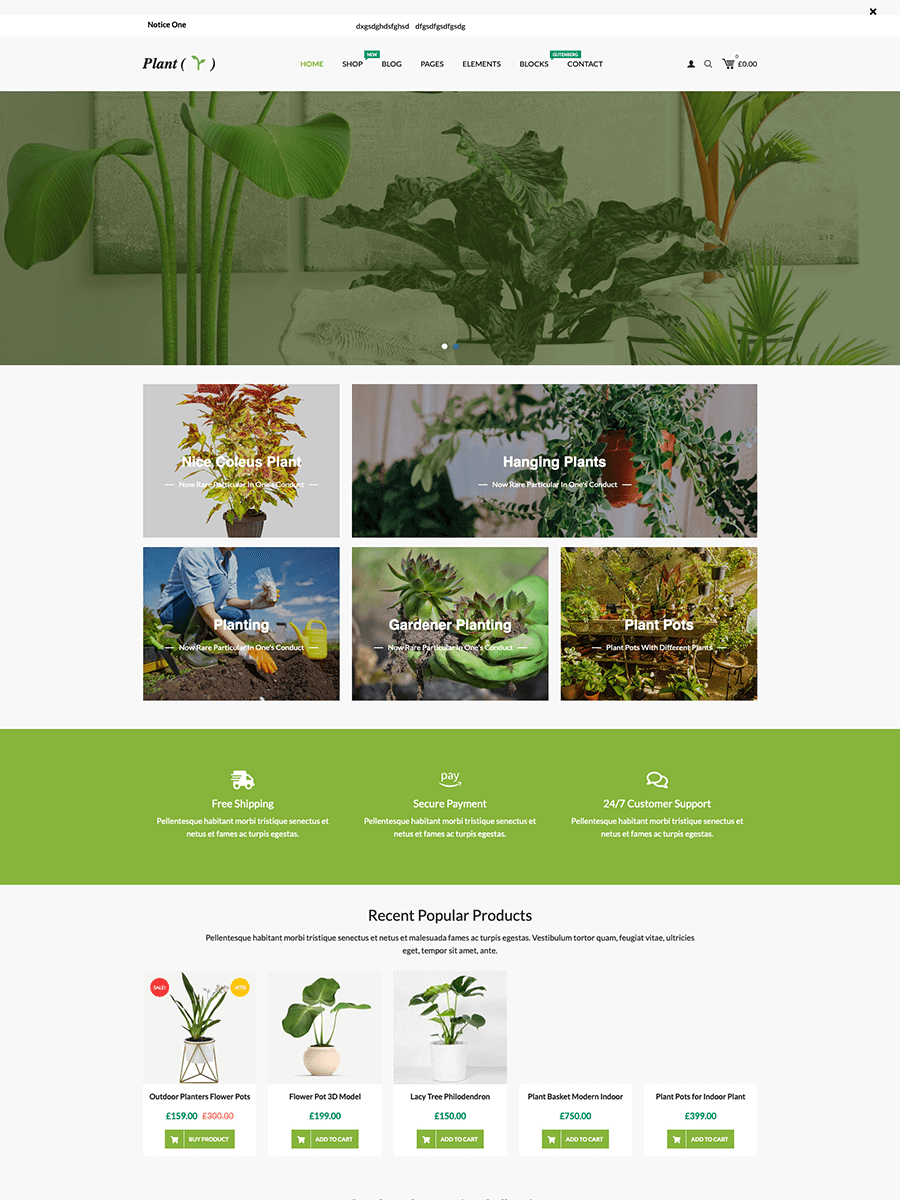 Notice One
dxgsdghdsfghsd dfgsdfgsdfgsdg
Plant ( )
HOME
SHOP
NEW
BLOG
PAGES
ELEMENTS
BLOCKS
GUTENBERG
CONTACT
0
£0.00
Nice Coleus Plant
Now Rare Particular In One's Conduct
Hanging Plants
Now Rare Particular In One's Conduct
Planting
Now Rare Particular In One's Conduct
Gardener Planting
Now Rare Particular In One's Conduct
Plant Pots
Plant Pots With Different Plants
pay
Free Shipping
Pellentesque habitant morbi tristique senectus et
netus et fames ac turpis egestas.
Secure Payment
Pellentesque habitant morbi tristique senectus et
netus et fames ac turpis egestas.
24/7 Customer Support
Pellentesque habitant morbi tristique senectus et
netus et fames ac turpis egestas.
Recent Popular Products
Pellentesque habitant morbi tristique senectus et netus et malesuada fames ac turpis egestas. Vestibulum tortor quam, feugiat vitae, ultricies
eget, tempor sit amet, ante.
SALE!
-47%
Outdoor Planters Flower Pots
£159.00 £300.00
BUY PRODUCT
Flower Pot 3D Model
£199.00
ADD TO CART
Lacy Tree Philodendron
£150.00
ADD TO CART
Plant Basket Modern Indoor
£750.00
ADD TO CART
Plant Pots for Indoor Plant
£399.00
ADD TO CART